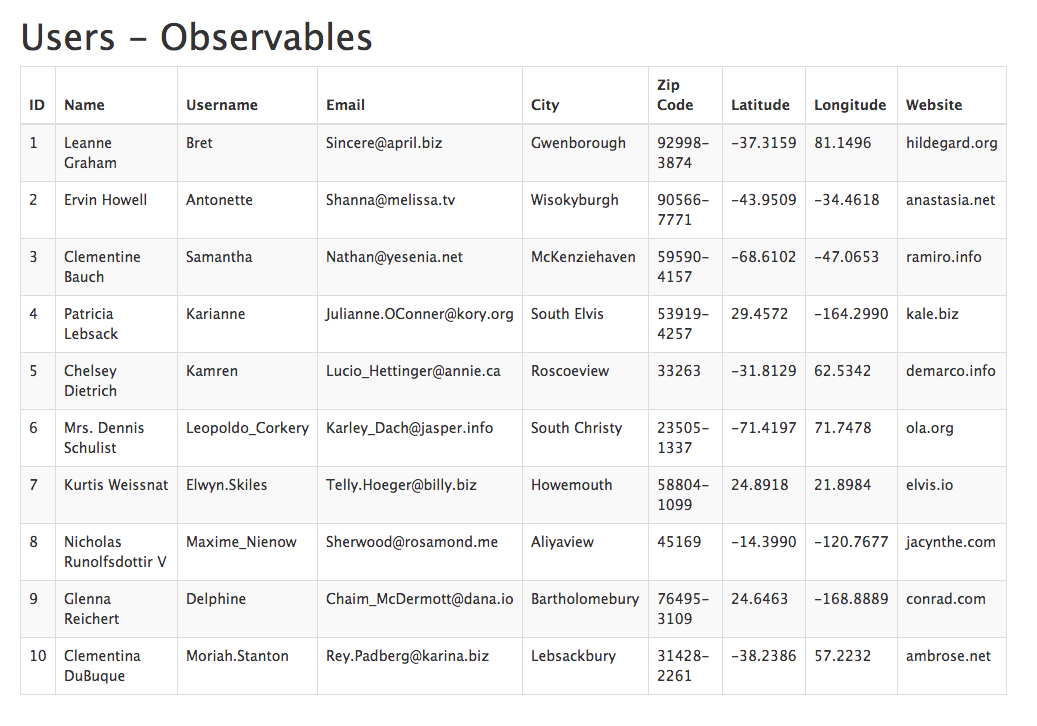 Users – Observables
ID Name Username Email City Zip Code Latitude Longitude Website
1 Leanne Graham Bret Sincere@april.biz Gwenborough 92998-3874 -37.3159 81.1496 hildegard.org
2 Ervin Howell Antonette Shanna@melissa.tv Wisokyburgh 90566-7771 -43.9509 -34.4618 anastasia.net
3 Clementine Bauch Samantha Nathan@yesenia.net McKenziehaven 59590-4157 -68.6102 -47.0653 ramiro.info
4 Patricia Lebsack Karianne Julianne.OConner@kory.org South Elvis 53919-4257 29.4572 -164.2990 kale.biz
5 Chelsey Dietrich Kamren Lucio_Hettinger@annie.ca Roscoeview 33263 -31.8129 62.5342 demarco.info
6 Mrs. Dennis Schulist Leopoldo_Corkery Karley_Dach@jasper.info South Christy 23505-1337 -71.4197 71.7478 ola.org
7 Kurtis Weissnat Elwyn.Skiles Telly.Hoeger@billy.biz Howemouth 58804-1099 24.8918 21.8984 elvis.io
8 Nicholas Runolfsdottir V Maxime_Nienow Sherwood@rosamond.me Aliyaview 45169 -14.3990 -120.7677 jacynthe.com
9 Glenna Reichert Delphine Chaim_McDermott@dana.io Bartholomebury 76495-3109 24.6463 -168.8889 conrad.com
10 Clementina DuBuque Moriah.Stanton Rey.Padberg@karina.biz Lebsackbury 31428-2261 -38.2386 57.2232 ambrose.net